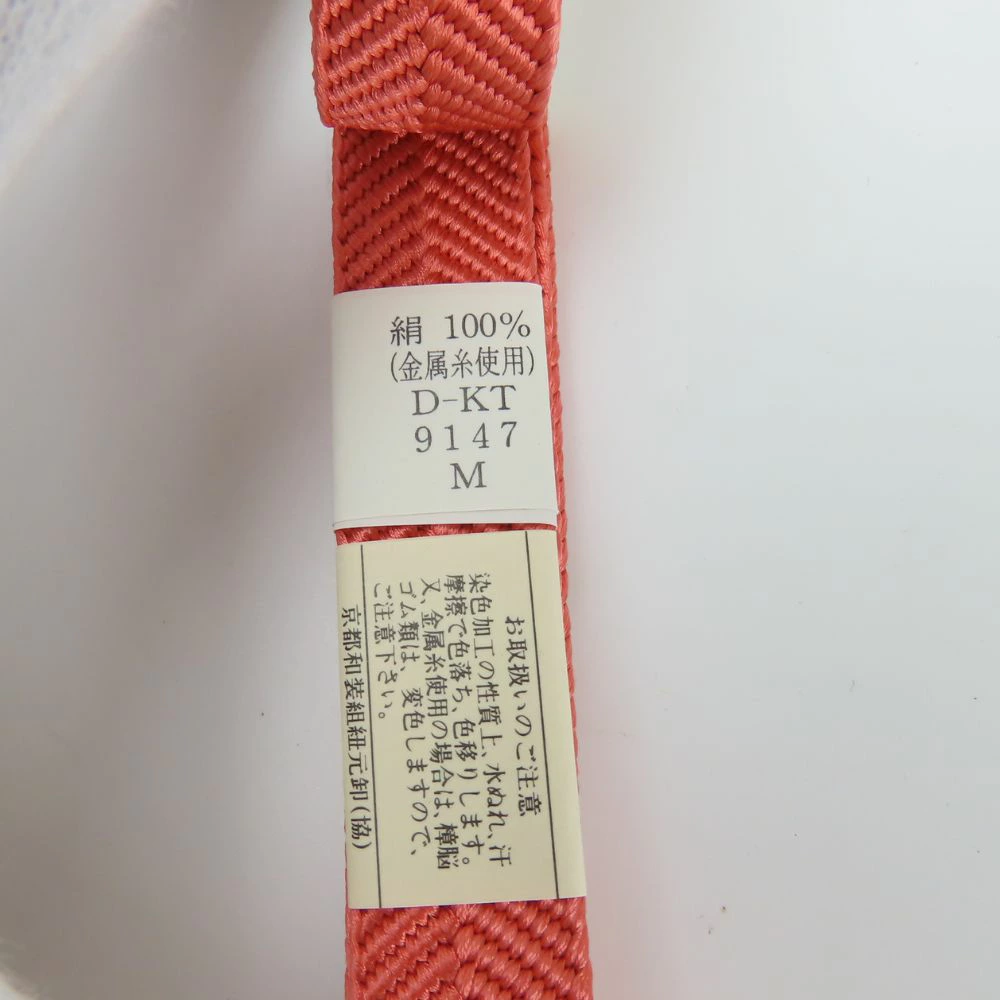 絹 100%
(金属糸使用)
D-KT
9147
M
お取扱いのご注意
染色加工の性質上、水ぬれ、汗
摩擦で色落ち、色移りします。
又、金属糸使用の場合は、樟脳
ゴム類は、変色しますので、
ご注意下さい。
京都和装組紐元卸(協)